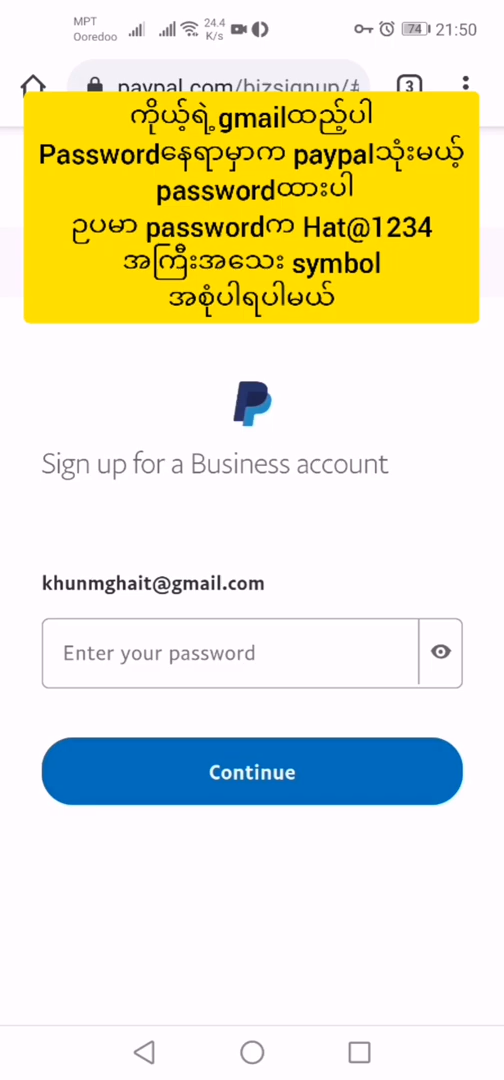 MPT
Ooredoo
24.4
K/s
74
21:50
paypal.com/bizsignup/#
3
ကိုယ့်ရဲ့gmailထည့်ပါ
Passwordနေရာမှာက paypalသုံးမယ့်
passwordထားပါ
ဉပမာ passwordက Hat@1234
အကြီးအသေး symbol
အစုံပါရပါမယ်
Sign up for a Business account
khunmghait@gmail.com
Enter your password
Continue